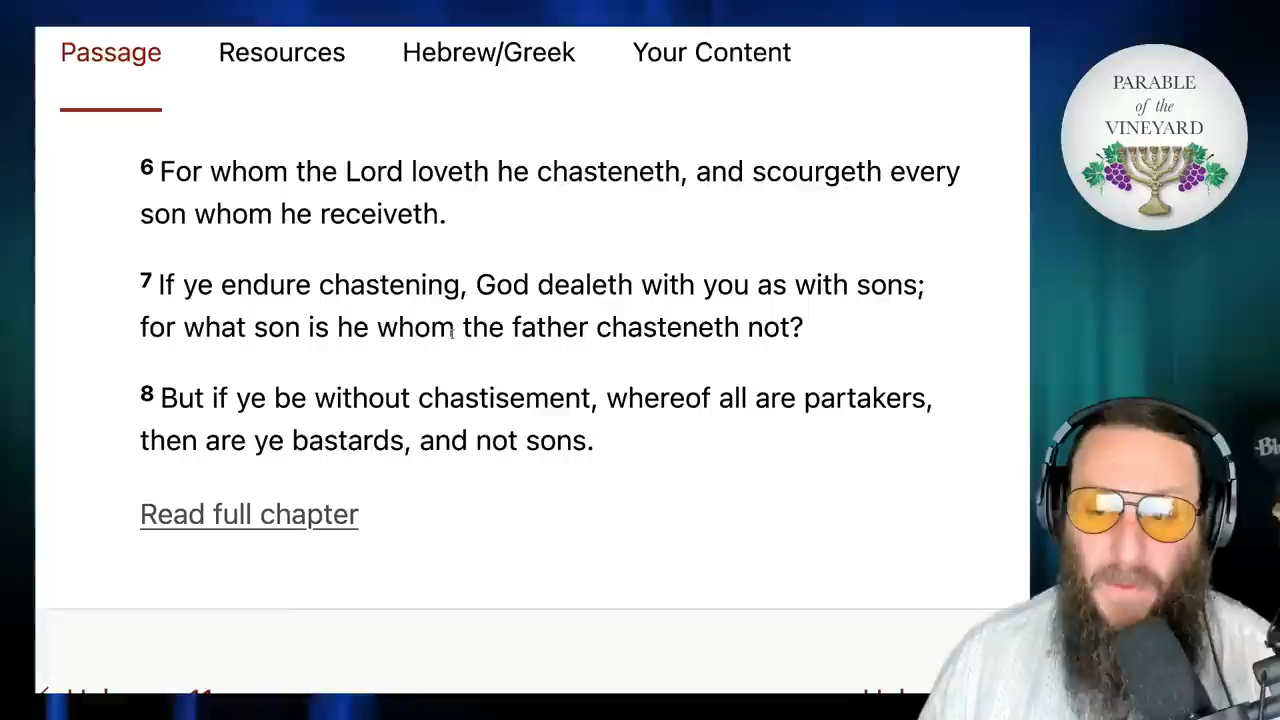 Passage Resources Hebrew/Greek Your Content
PARABLE
of the
VINEYARD
6 For whom the Lord loveth he chasteneth, and scourgeth every
son whom he receiveth.
7 If ye endure chastening, God dealeth with you as with sons;
for what son is he whom the father chasteneth not?
8 But if ye be without chastisement, whereof all are partakers,
then are ye bastards, and not sons.
Read full chapter